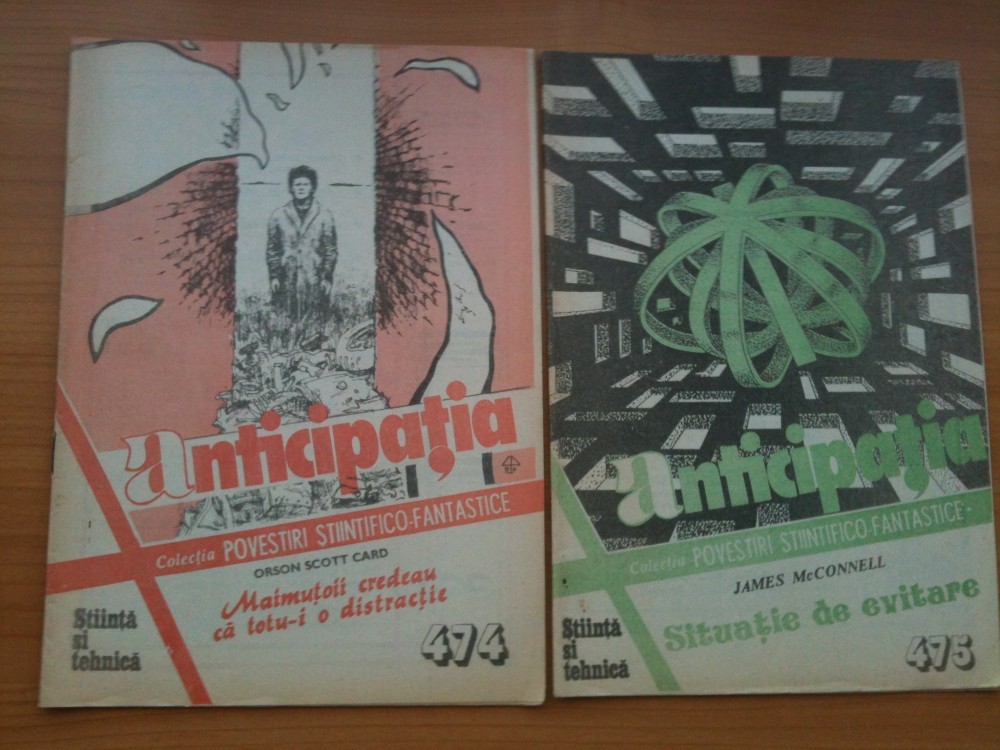 anticipația
Colecția POVESTIRI ȘTIINȚIFICO-FANTASTICE
ORSON SCOTT CARD
Maimuțoii credeau
că totu-i o distracție
Știință
și
tehnică
474
anticipația
Colecția POVESTIRI ȘTIINȚIFICO-FANTASTICE
JAMES McCONNELL
Situație de evitare
Știință
și
tehnică
475